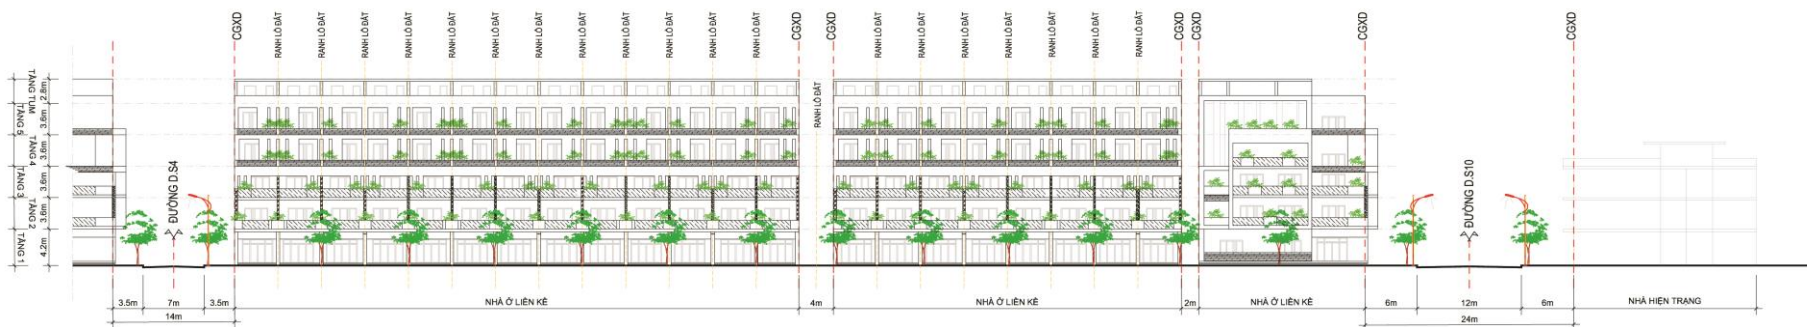 CGXD
RANH LÔ ĐẤT
RANH LÔ ĐẤT
RANH LÔ ĐẤT
RANH LÔ ĐẤT
RANH LÔ ĐẤT
RANH LÔ ĐẤT
RANH LÔ ĐẤT
RANH LÔ ĐẤT
RANH LÔ ĐẤT
RANH LÔ ĐẤT
RANH LÔ ĐẤT
RANH LÔ ĐẤT
CGXD
RANH LÔ ĐẤT
CGXD
RANH LÔ ĐẤT
RANH LÔ ĐẤT
RANH LÔ ĐẤT
RANH LÔ ĐẤT
RANH LÔ ĐẤT
RANH LÔ ĐẤT
RANH LÔ ĐẤT
CGXD
CGXD
CGXD
CGXD
TẦNG TUM
2.8m
TẦNG 5
3.6m
TẦNG 4
3.6m
TẦNG 3
3.6m
TẦNG 2
3.6m
TẦNG 1
4.2m
ĐƯỜNG D.S4
ĐƯỜNG D.S10
3.5m
7m
3.5m
NHÀ Ở LIÊN KẾ
4m
NHÀ Ở LIÊN KẾ
2m
NHÀ Ở LIÊN KẾ
6m
12m
6m
NHÀ HIỆN TRẠNG
14m
24m